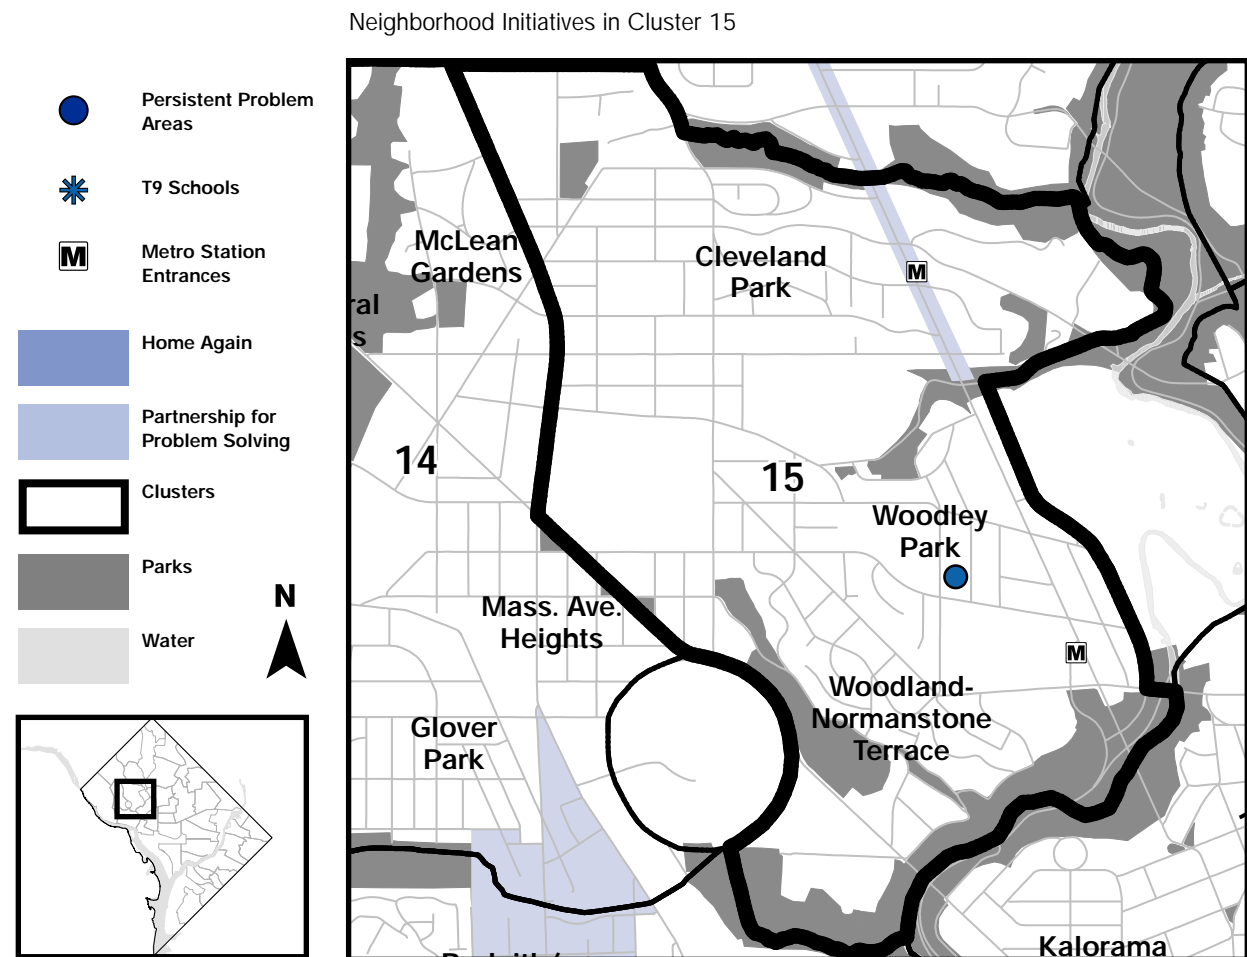 Neighborhood Initiatives in Cluster 15
Persistent Problem
Areas
T9 Schools
M
Metro Station
Entrances
Home Again
Partnership for
Problem Solving
Clusters
Parks
N
Water
McLean
Gardens
Cleveland
Park
M
ral
s
14
15
Woodley
Park
Mass. Ave.
Heights
M
Woodland-
Normanstone
Terrace
Glover
Park
Kalorama